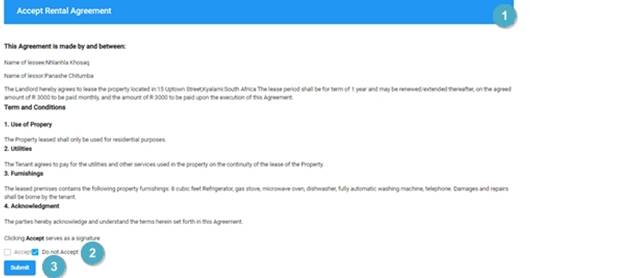 Accept Rental Agreement
1
This Agreement is made by and between:
Name of lessee:Nhlanhla Khosaq
Name of lessor:Panashe Chitumba
The Landlord hereby agrees to lease the property located in:15 Uptown Street,Kyalami South Africa The lease period shall be for term of 1 year and may be renewed/extended thereafter, on the agreed
amount of R 3000 to be paid monthly, and the amount of R 3000 to be paid upon the execution of this Agreement.
Term and Conditions
1. Use of Propery
The Property leased shall only be used for residential purposes.
2. Utilities
The Tenant agrees to pay for the utilities and other services used in the property on the continuity of the lease of the Property.
3. Furnishings
The leased premises contains the following property furnishings: 8 cubic feet Refrigerator, gas stove, microwave oven, dishwasher, fully automatic washing machine, telephone. Damages and repairs
shall be borne by the tenant.
4. Acknowledgment
The parties hereby acknowledge and understand the terms herein set forth in this Agreement.
Clicking Accept serves as a signature
Accept Do not Accept 2
Submit 3